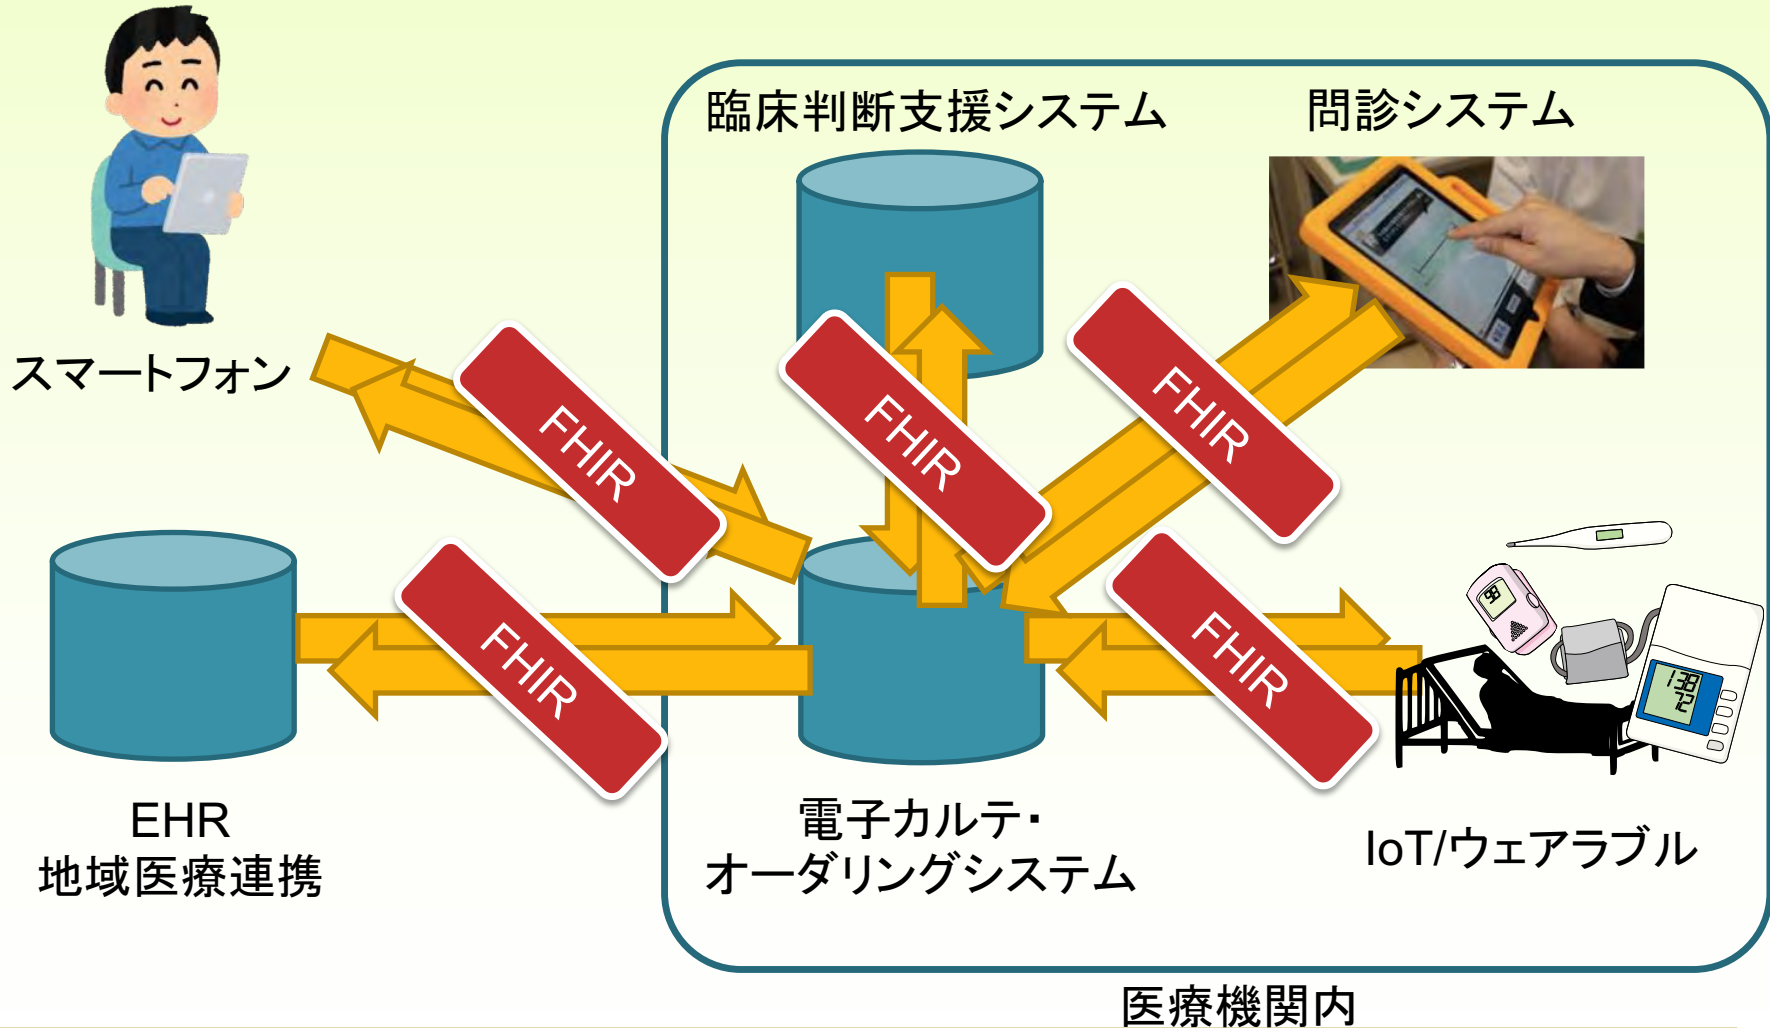 臨床判断支援システム
問診システム
スマートフォン
FHIR
FHIR
FHIR
FHIR
FHIR
98
138
72
EHR
地域医療連携
電子カルテ・
オーダリングシステム
IoT/ウェアラブル
医療機関内